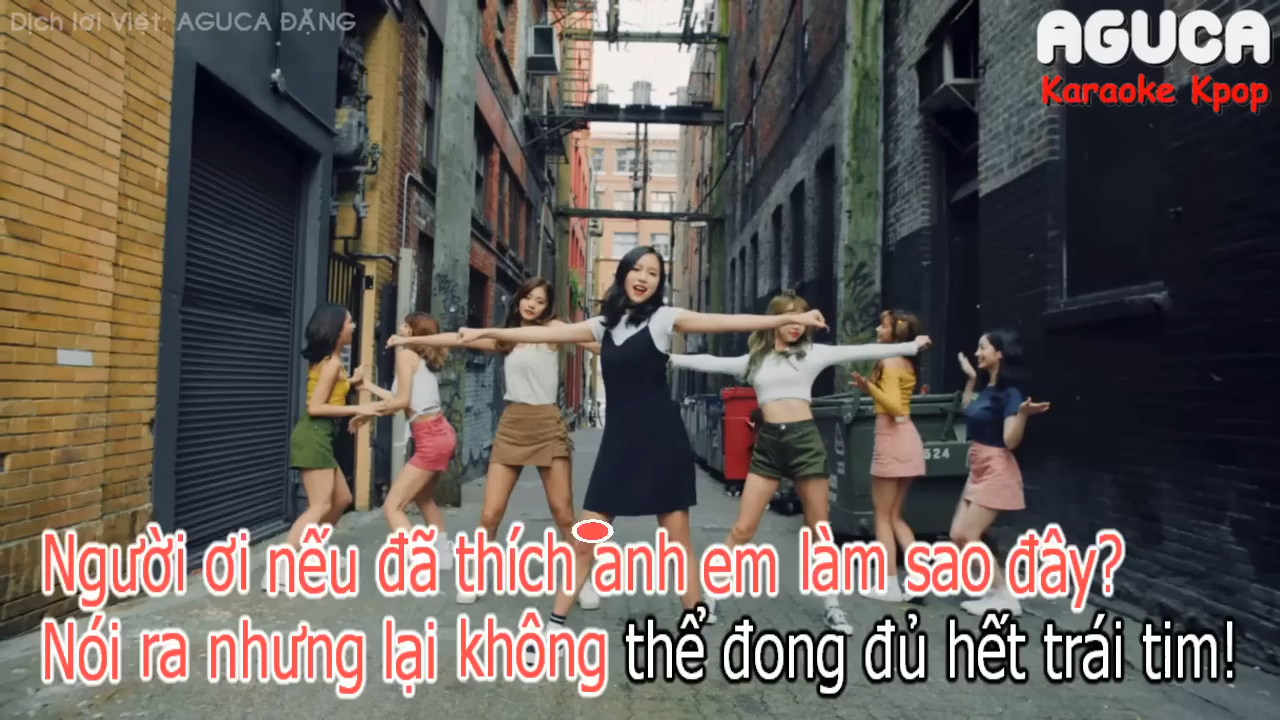 Dịch lời Việt: AGUCA ĐẶNG
AGUCA
Karaoke Kpop
524
Người ơi nếu đã thích anh em làm sao đây?
Nói ra nhưng lại không thể đong đủ hết trái tim!